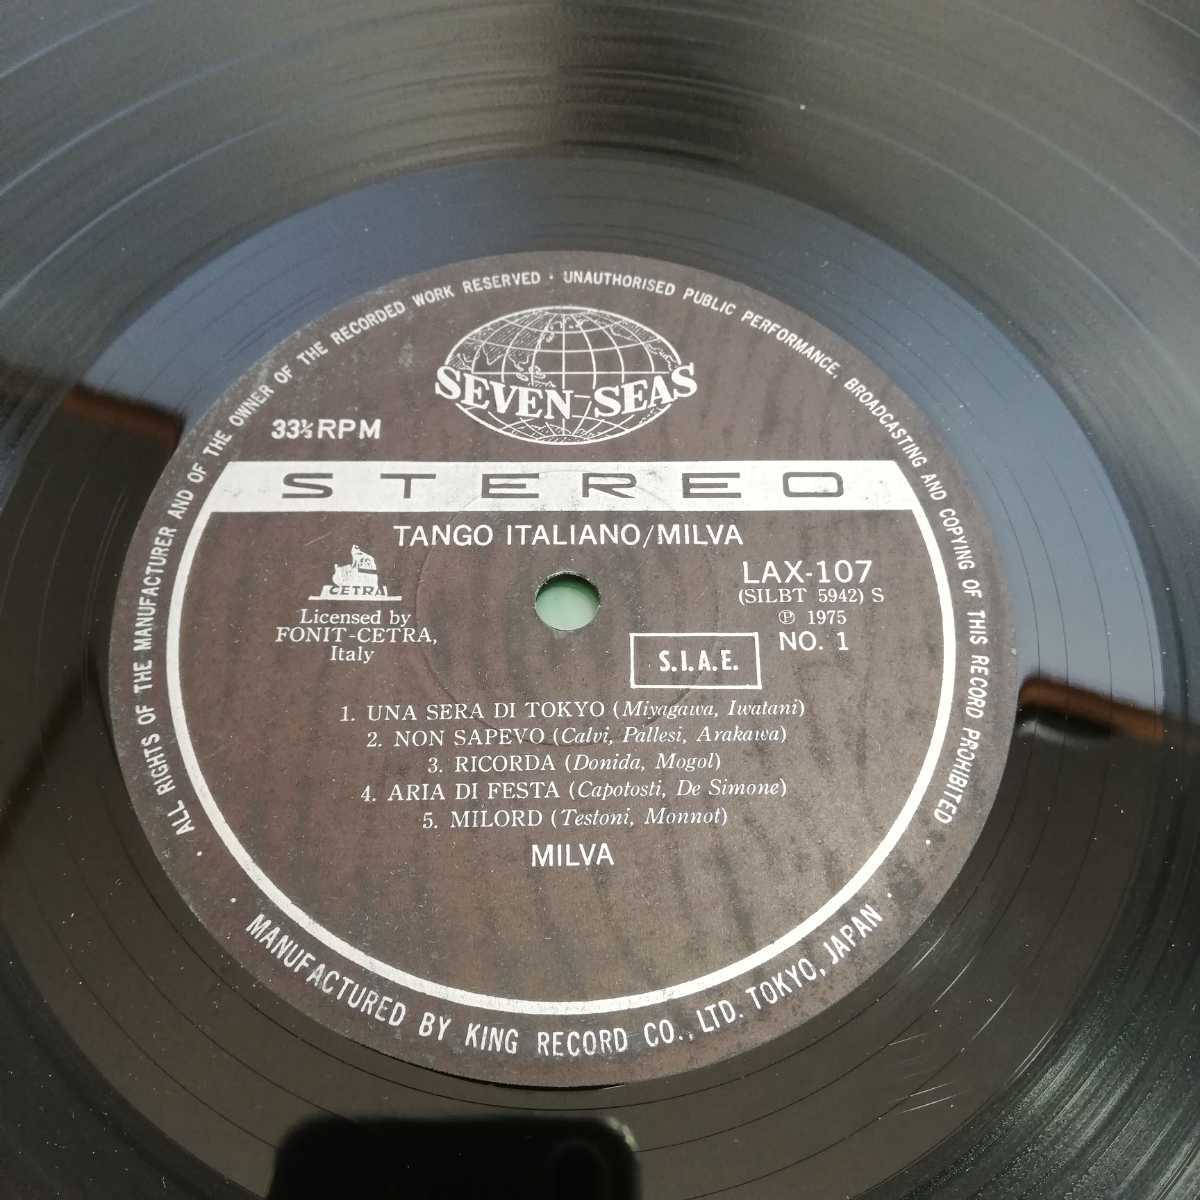 ALL RIGHTS OF THE MANUFACTURER AND OF THE OWNER OF THE RECORDED WORK RESERVED · UNAUTHORISED PUBLIC PERFORMANCE, BROADCASTING AND COPYING OF THIS RECORD PROHIBITED
SEVEN SEAS
33⅓RPM
STEREO
TANGO ITALIANO/MILVA
CETRA
Licensed by
FONIT-CETRA,
Italy
LAX-107
(SILBT 5942) S
℗ 1975
NO. 1
S.I.A.E.
1. UNA SERA DI TOKYO (Miyagawa, Iwatani)
2. NON SAPEVO (Calvi, Pallesi, Arakawa)
3. RICORDA (Donida, Mogol)
4. ARIA DI FESTA (Capotosti, De Simone)
5. MILORD (Testoni, Monnot)
MILVA
· MANUFACTURED BY KING RECORD CO., LTD. TOKYO, JAPAN ·